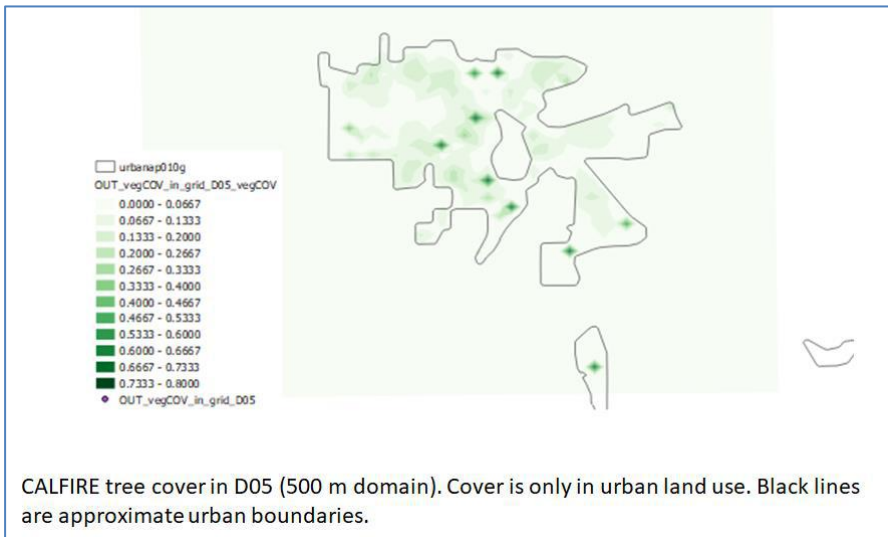 urbanap010g
OUT_vegCOV_in_grid_D05_vegCOV
0.0000 - 0.0667
0.0667 - 0.1333
0.1333 - 0.2000
0.2000 - 0.2667
0.2667 - 0.3333
0.3333 - 0.4000
0.4000 - 0.4667
0.4667 - 0.5333
0.5333 - 0.6000
0.6000 - 0.6667
0.6667 - 0.7333
0.7333 - 0.8000
OUT_vegCOV_in_grid_D05
CALFIRE tree cover in D05 (500 m domain). Cover is only in urban land use. Black lines
are approximate urban boundaries.